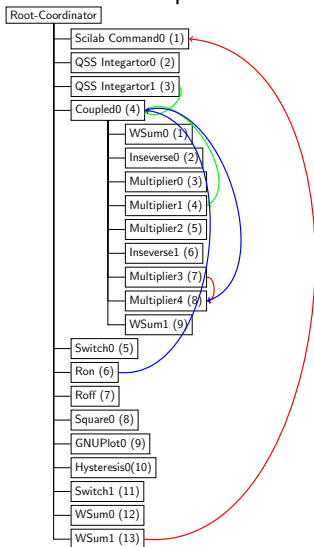 Root-Coordinator
Scilab Command0 (1)
QSS Integartor0 (2)
QSS Integartor1 (3)
Coupled0 (4)
WSum0 (1)
Inseverse0 (2)
Multiplier0 (3)
Multiplier1 (4)
Multiplier2 (5)
Inseverse1 (6)
Multiplier3 (7)
Multiplier4 (8)
WSum1 (9)
Switch0 (5)
Ron (6)
Roff (7)
Square0 (8)
GNUPlot0 (9)
Hysteresis0(10)
Switch1 (11)
WSum0 (12)
WSum1 (13)